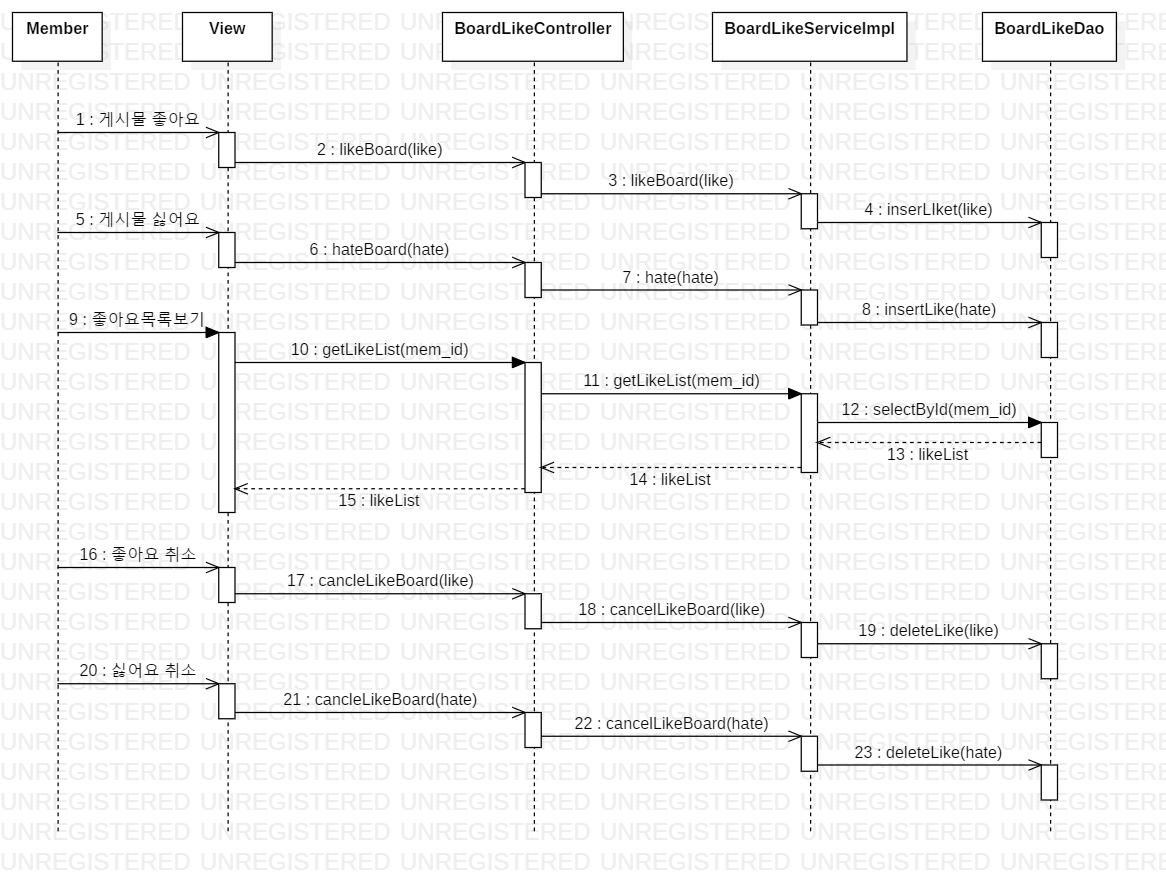 Member
View
BoardLikeController
BoardLikeServiceImpl
BoardLikeDao
1 : 게시물 좋아요
2 : likeBoard(like)
3 : likeBoard(like)
4 : inserLIket(like)
5 : 게시물 싫어요
6 : hateBoard(hate)
7 : hate(hate)
8 : insertLike(hate)
9 : 좋아요목록보기
10 : getLikeList(mem_id)
11 : getLikeList(mem_id)
12 : selectById(mem_id)
13 : likeList
14 : likeList
15 : likeList
16 : 좋아요 취소
17 : cancleLikeBoard(like)
18 : cancelLikeBoard(like)
19 : deleteLike(like)
20 : 싫어요 취소
21 : cancleLikeBoard(hate)
22 : cancelLikeBoard(hate)
23 : deleteLike(hate)
UNREGISTERED